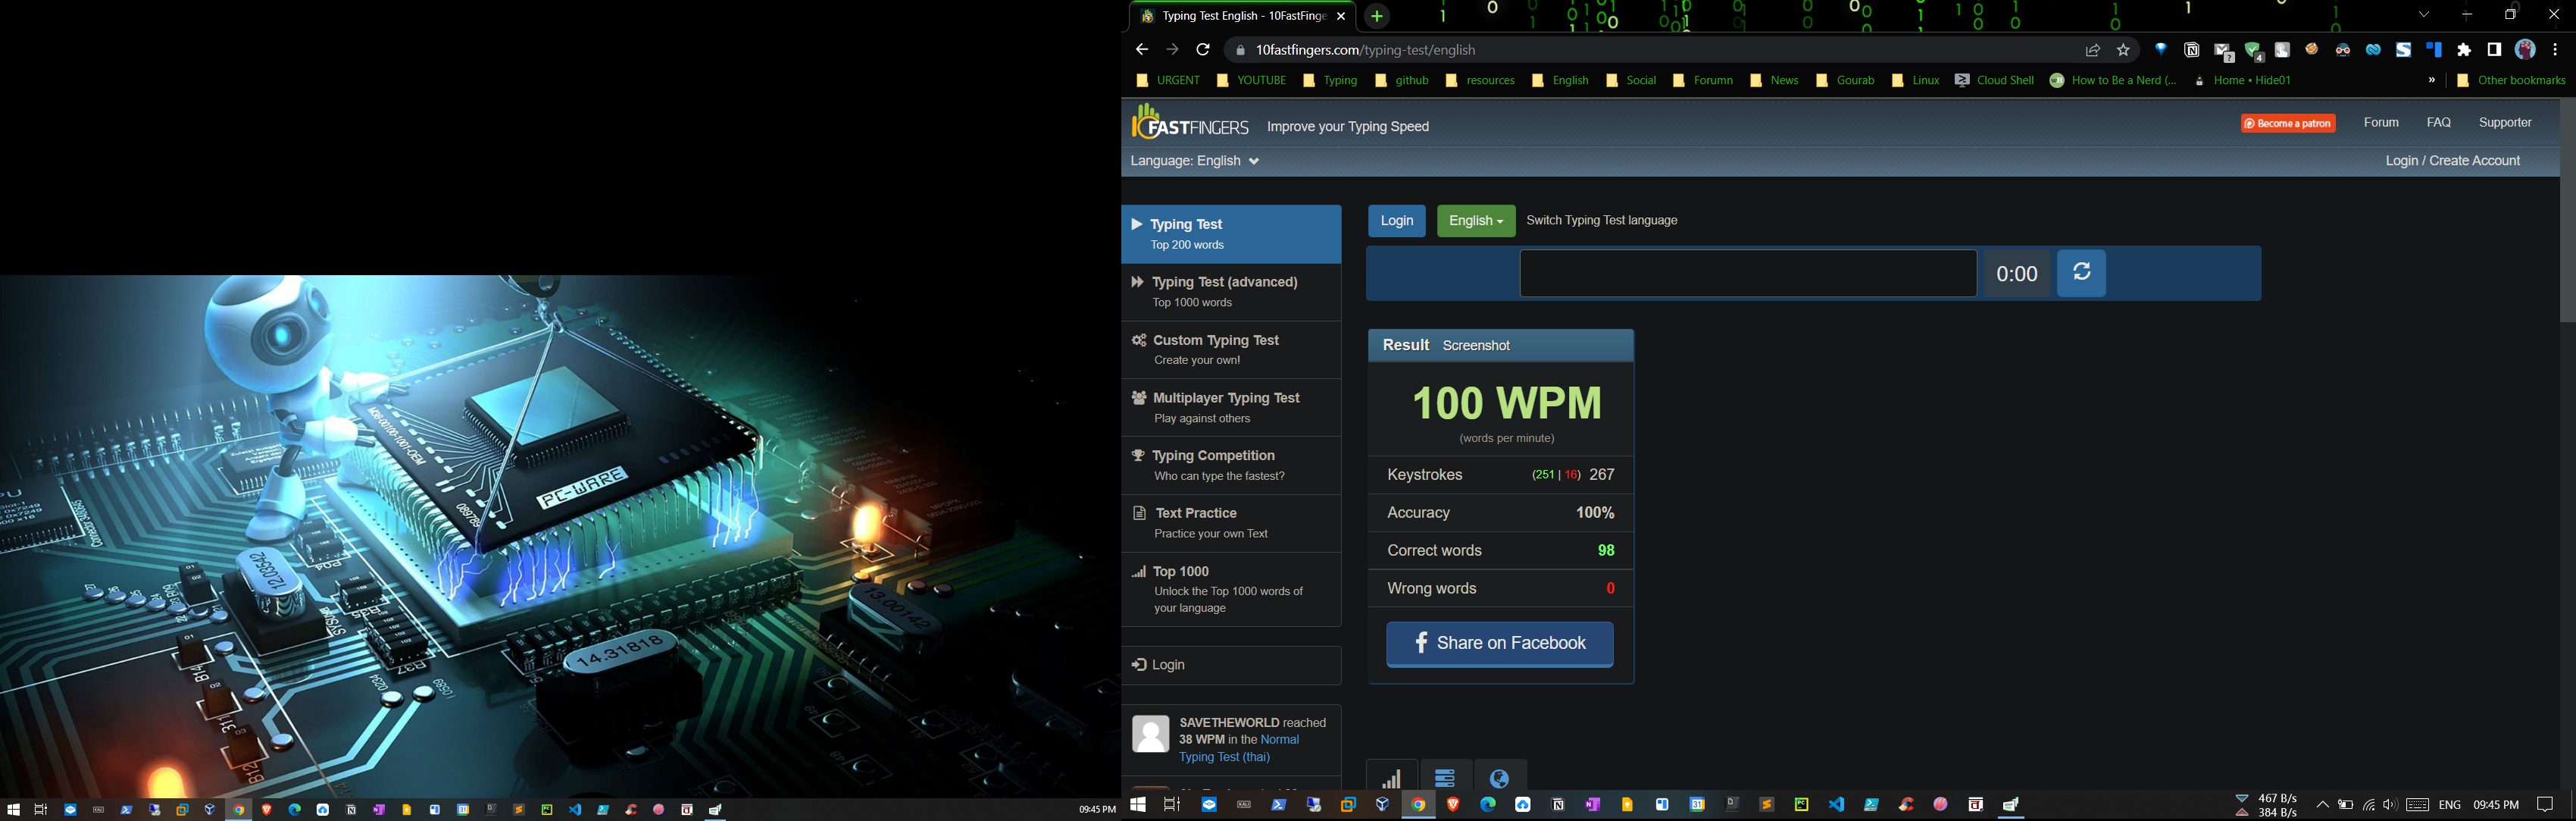 Typing Test English - 10FastFinge
10fastfingers.com/typing-test/english
URGENT YOUTUBE Typing github resources English Social Forumn News Gourab Linux Cloud Shell How to Be a Nerd (... Home • Hide01 » Other bookmarks
FASTFINGERS Improve your Typing Speed
Become a patron Forum FAQ Supporter
Language: English
Login / Create Account
Typing Test
Top 200 words
Typing Test (advanced)
Top 1000 words
Custom Typing Test
Create your own!
Multiplayer Typing Test
Play against others
Typing Competition
Who can type the fastest?
Text Practice
Practice your own Text
Top 1000
Unlock the Top 1000 words of
your language
Login
SAVETHEWORLD reached
38 WPM in the Normal
Typing Test (thai)
Login English Switch Typing Test language
0:00
Result Screenshot
100 WPM
(words per minute)
Keystrokes (251 | 16) 267
Accuracy 100%
Correct words 98
Wrong words 0
Share on Facebook
PC-WARE
12.03542
14.31818
13.00142
09:45 PM
467 B/s
384 B/s
ENG 09:45 PM